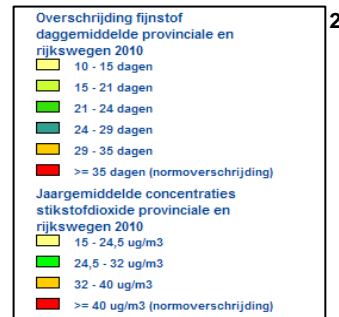 Overschrijding fijnstof
daggemiddelde provinciale en
rijkswegen 2010
10 - 15 dagen
15 - 21 dagen
21 - 24 dagen
24 - 29 dagen
29 - 35 dagen
>= 35 dagen (normoverschrijding)
Jaargemiddelde concentraties
stikstofdioxide provinciale en
rijkswegen 2010
15 - 24,5 ug/m3
24,5 - 32 ug/m3
32 - 40 ug/m3
>= 40 ug/m3 (normoverschrijding)
2